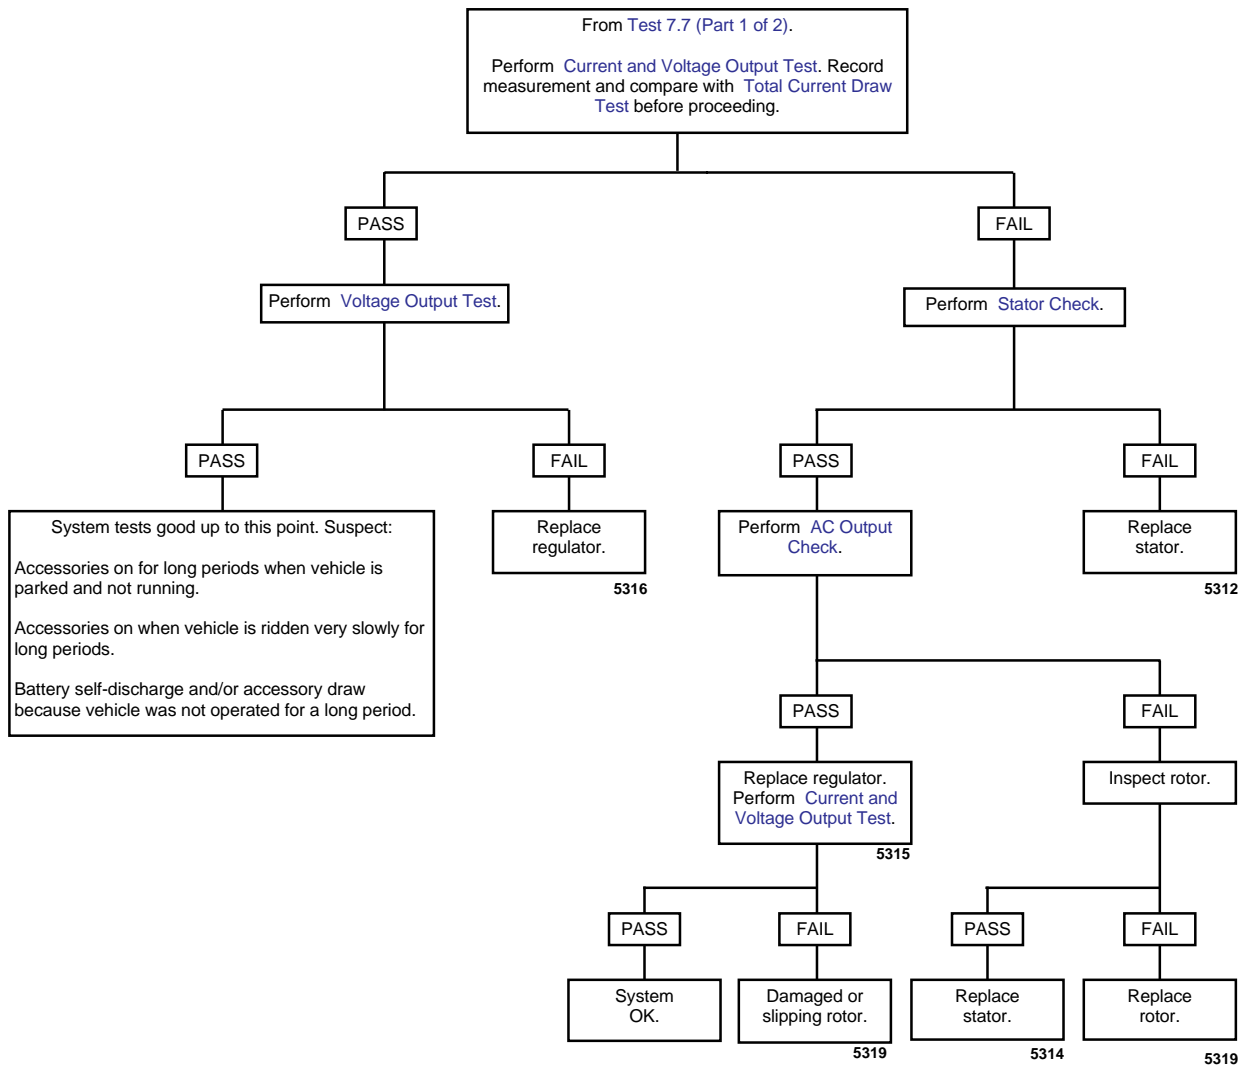 From Test 7.7 (Part 1 of 2).
Perform Current and Voltage Output Test. Record
measurement and compare with Total Current Draw
Test before proceeding.
PASS
FAIL
Perform Voltage Output Test.
Perform Stator Check.
PASS
FAIL
PASS
FAIL
System tests good up to this point. Suspect:
Accessories on for long periods when vehicle is
parked and not running.
Accessories on when vehicle is ridden very slowly for
long periods.
Battery self-discharge and/or accessory draw
because vehicle was not operated for a long period.
Replace
regulator.
5316
Perform AC Output
Check.
Replace
stator.
5312
PASS
FAIL
Replace regulator.
Perform Current and
Voltage Output Test.
5315
Inspect rotor.
PASS
FAIL
PASS
FAIL
System
OK.
Damaged or
slipping rotor.
5319
Replace
stator.
5314
Replace
rotor.
5319